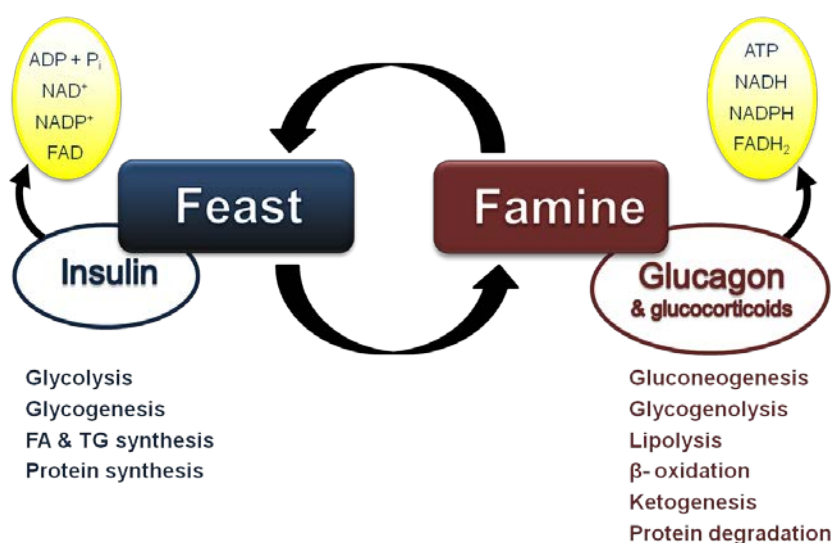 ADP + Pᵢ
NAD⁺
NADP⁺
FAD
ATP
NADH
NADPH
FADH₂
Feast
Famine
Insulin
Glucagon
& glucocorticoids
Glycolysis
Glycogenesis
FA & TG synthesis
Protein synthesis
Gluconeogenesis
Glycogenolysis
Lipolysis
β- oxidation
Ketogenesis
Protein degradation